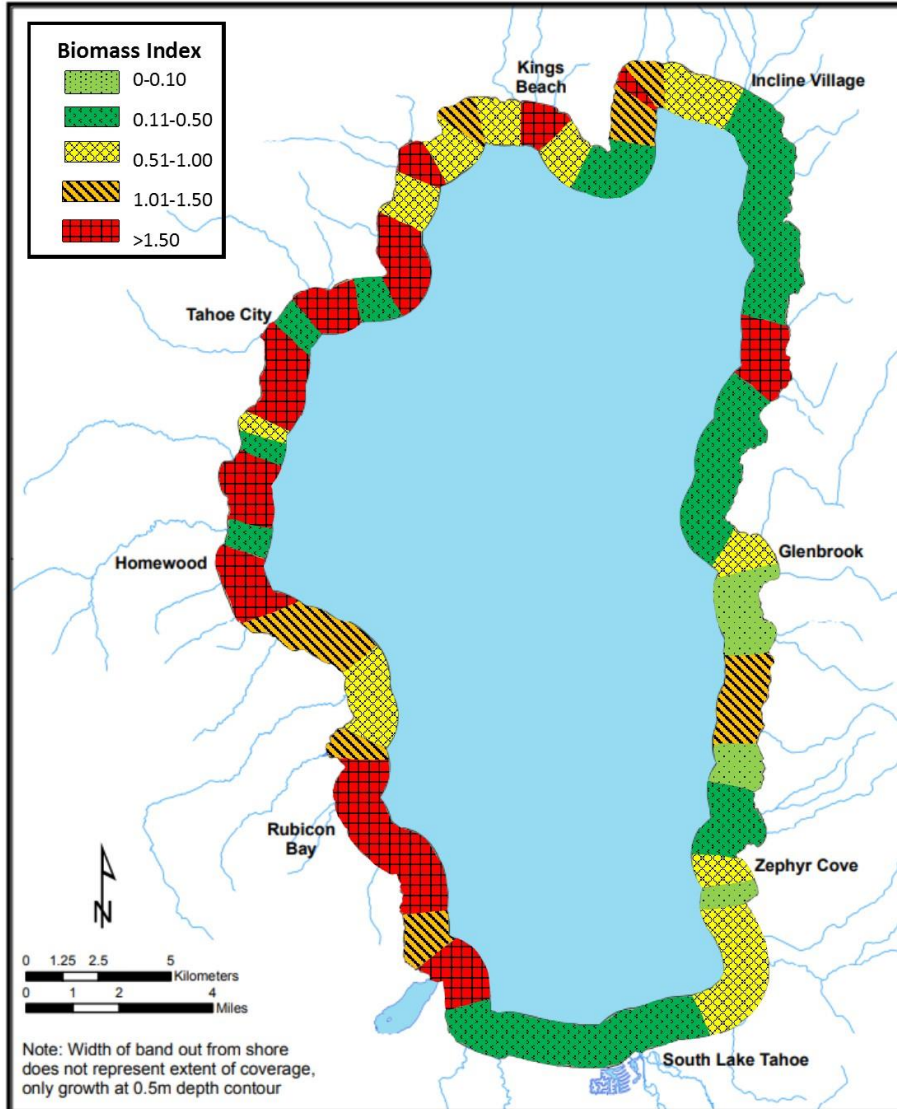 Biomass Index
0-0.10
0.11-0.50
0.51-1.00
1.01-1.50
>1.50
Kings
Beach
Incline Village
Tahoe City
Glenbrook
Homewood
Rubicon
Bay
Zephyr Cove
N
0 1.25 2.5 5
Kilometers
0 1 2 4
Miles
South Lake Tahoe
Note: Width of band out from shore
does not represent extent of coverage,
only growth at 0.5m depth contour